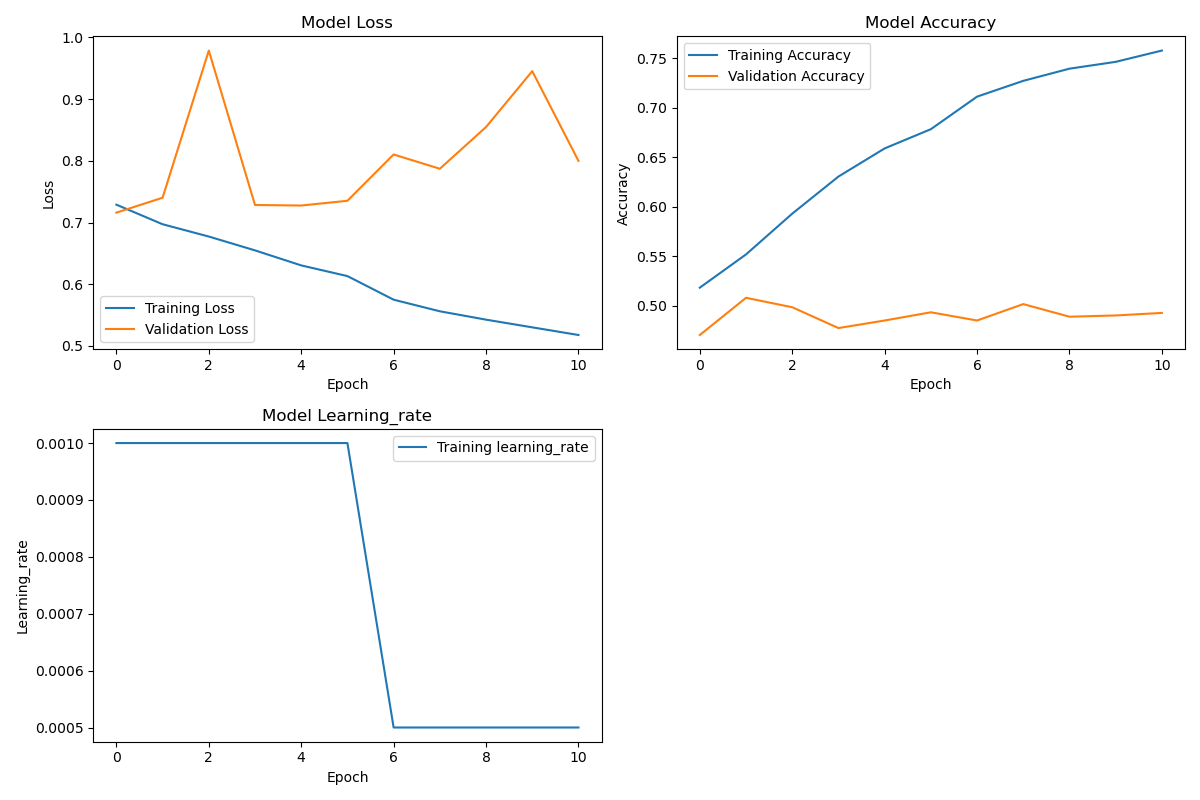 Model Loss
1.0
0.9
0.8
0.7
0.6
0.5
Loss
Training Loss
Validation Loss
0 2 4 6 8 10
Epoch
Model Accuracy
Training Accuracy
Validation Accuracy
0.75
0.70
0.65
0.60
0.55
0.50
Accuracy
0 2 4 6 8 10
Epoch
Model Learning_rate
Training learning_rate
0.0010
0.0009
0.0008
0.0007
0.0006
0.0005
Learning_rate
0 2 4 6 8 10
Epoch